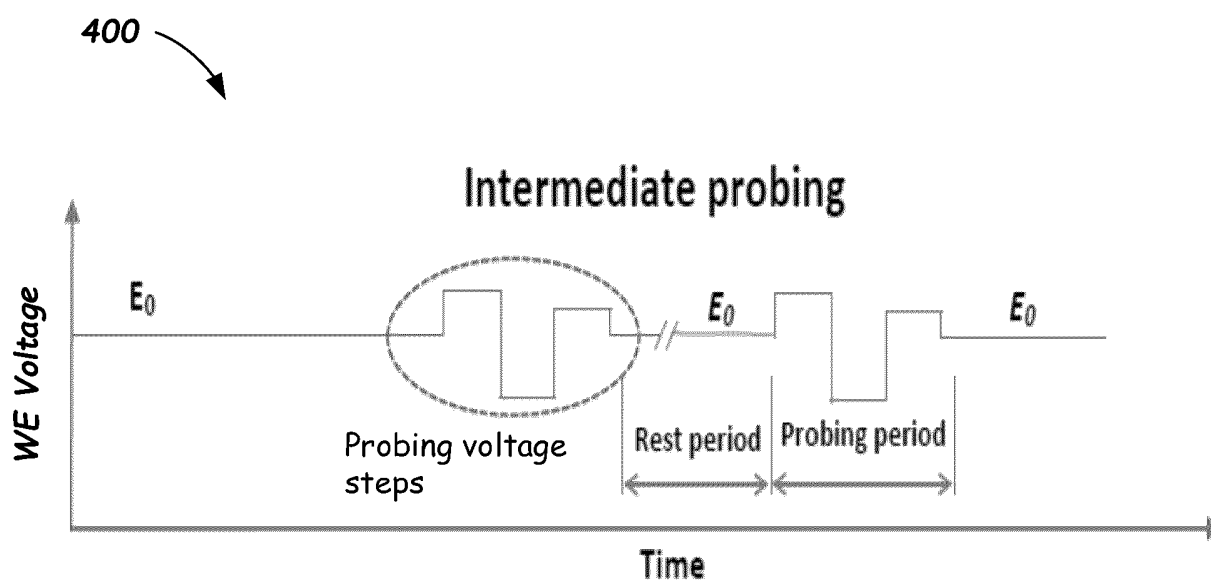 400
Intermediate probing
WE Voltage
E0
E0
E0
Probing voltage
steps
Rest period
Probing period
Time